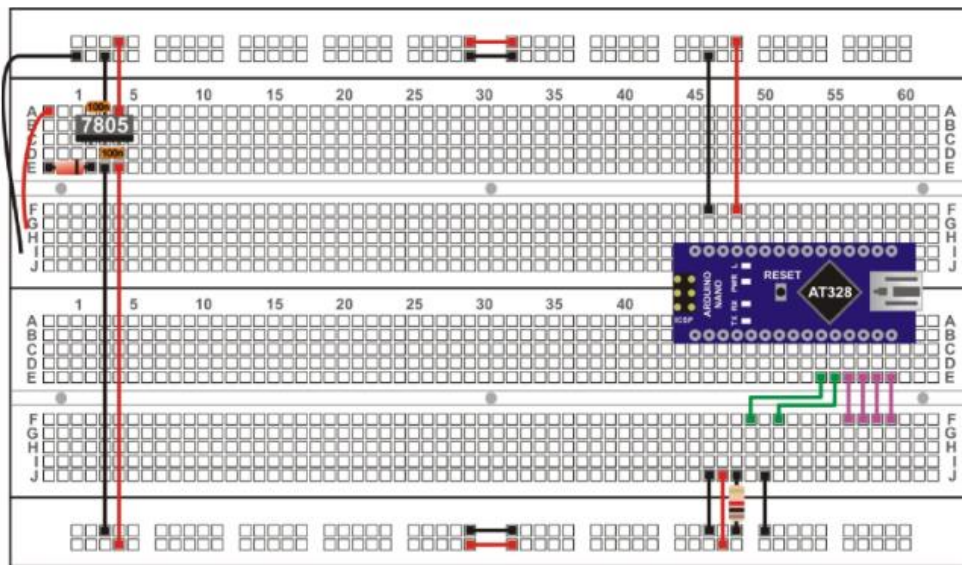 1 5 10 15 20 25 30 35 40 45 50 55 60
A A
B B
C C
D D
E E
100n
7805
100n
F F
G G
H H
I I
J J
ARDUINO
NANO
ICSP
L
PWR
TX RX
RESET
AT328
1 5 10 15 20 25 30 35 40
A A
B B
C C
D D
E E
F F
G G
H H
I I
J J